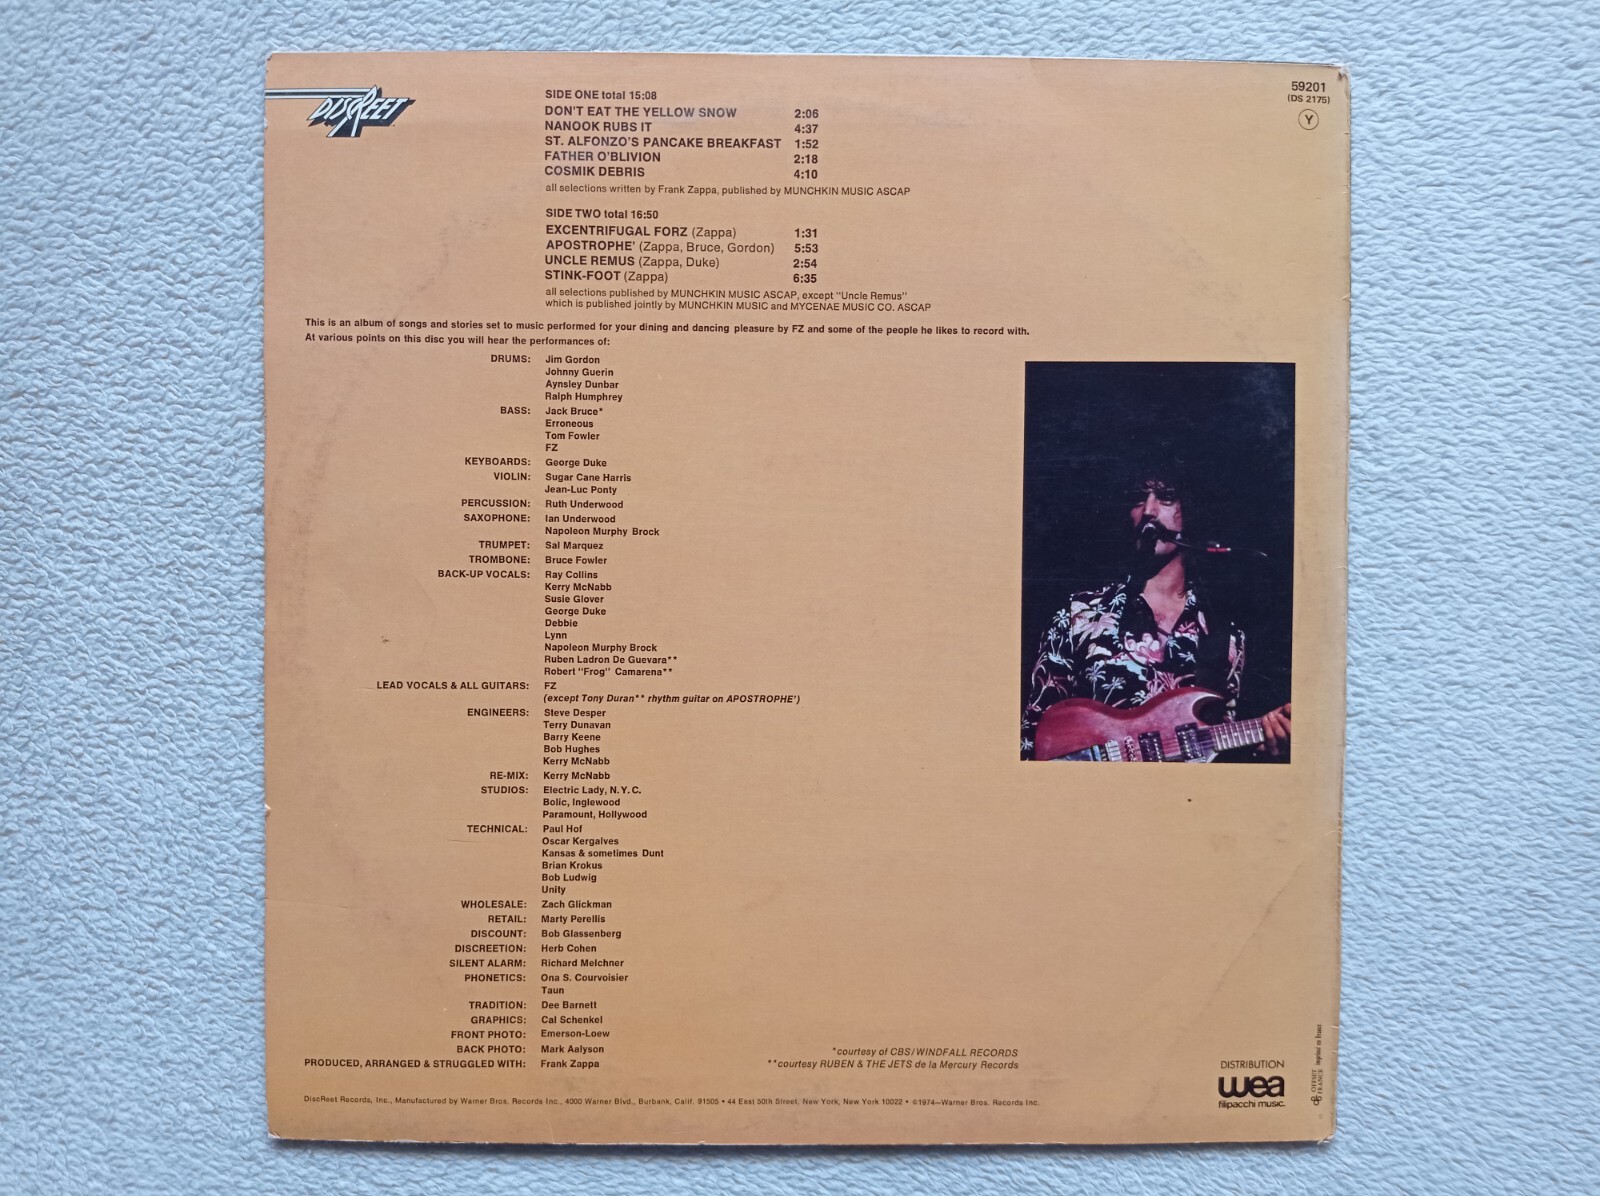 DISCREET
59201
(DS 2175)
Y
SIDE ONE total 15:08
DON'T EAT THE YELLOW SNOW 2:06
NANOOK RUBS IT 4:37
ST. ALFONZO'S PANCAKE BREAKFAST 1:52
FATHER O'BLIVION 2:18
COSMIK DEBRIS 4:10
all selections written by Frank Zappa, published by MUNCHKIN MUSIC ASCAP
SIDE TWO total 16:50
EXCENTRIFUGAL FORZ (Zappa) 1:31
APOSTROPHE' (Zappa, Bruce, Gordon) 5:53
UNCLE REMUS (Zappa, Duke) 2:54
STINK-FOOT (Zappa) 6:35
all selections published by MUNCHKIN MUSIC ASCAP, except "Uncle Remus"
which is published jointly by MUNCHKIN MUSIC and MYCENAE MUSIC CO. ASCAP
This is an album of songs and stories set to music performed for your dining and dancing pleasure by FZ and some of the people he likes to record with.
At various points on this disc you will hear the performances of:
DRUMS: Jim Gordon
Johnny Guerin
Aynsley Dunbar
Ralph Humphrey
BASS: Jack Bruce*
Erroneous
Tom Fowler
FZ
KEYBOARDS: George Duke
VIOLIN: Sugar Cane Harris
Jean-Luc Ponty
PERCUSSION: Ruth Underwood
SAXOPHONE: Ian Underwood
Napoleon Murphy Brock
TRUMPET: Sal Marquez
TROMBONE: Bruce Fowler
BACK-UP VOCALS: Ray Collins
Kerry McNabb
Susie Glover
George Duke
Debbie
Lynn
Napoleon Murphy Brock
Ruben Ladron De Guevara**
Robert "Frog" Camarena**
LEAD VOCALS & ALL GUITARS: FZ
(except Tony Duran** rhythm guitar on APOSTROPHE')
ENGINEERS: Steve Desper
Terry Dunavan
Barry Keene
Bob Hughes
Kerry McNabb
RE-MIX: Kerry McNabb
STUDIOS: Electric Lady, N.Y.C.
Bolic, Inglewood
Paramount, Hollywood
TECHNICAL: Paul Hof
Oscar Kergalves
Kansas & sometimes Dunt
Brian Krokus
Bob Ludwig
Unity
WHOLESALE: Zach Glickman
RETAIL: Marty Perellis
DISCOUNT: Bob Glassenberg
DISCREETION: Herb Cohen
SILENT ALARM: Richard Melchner
PHONETICS: Ona S. Courvoisier
Taun
TRADITION: Dee Barnett
GRAPHICS: Cal Schenkel
FRONT PHOTO: Emerson-Loew
BACK PHOTO: Mark Aalyson
PRODUCED, ARRANGED & STRUGGLED WITH: Frank Zappa
*courtesy of CBS/WINDFALL RECORDS
**courtesy RUBEN & THE JETS de la Mercury Records
DiscReet Records, Inc., Manufactured by Warner Bros. Records Inc., 4000 Warner Blvd., Burbank, Calif. 91505 • 44 East 50th Street, New York, New York 10022 • ©1974—Warner Bros. Records Inc.
DISTRIBUTION
wea
filipacchi music.
OFFSET FRANCE
imprimé en france